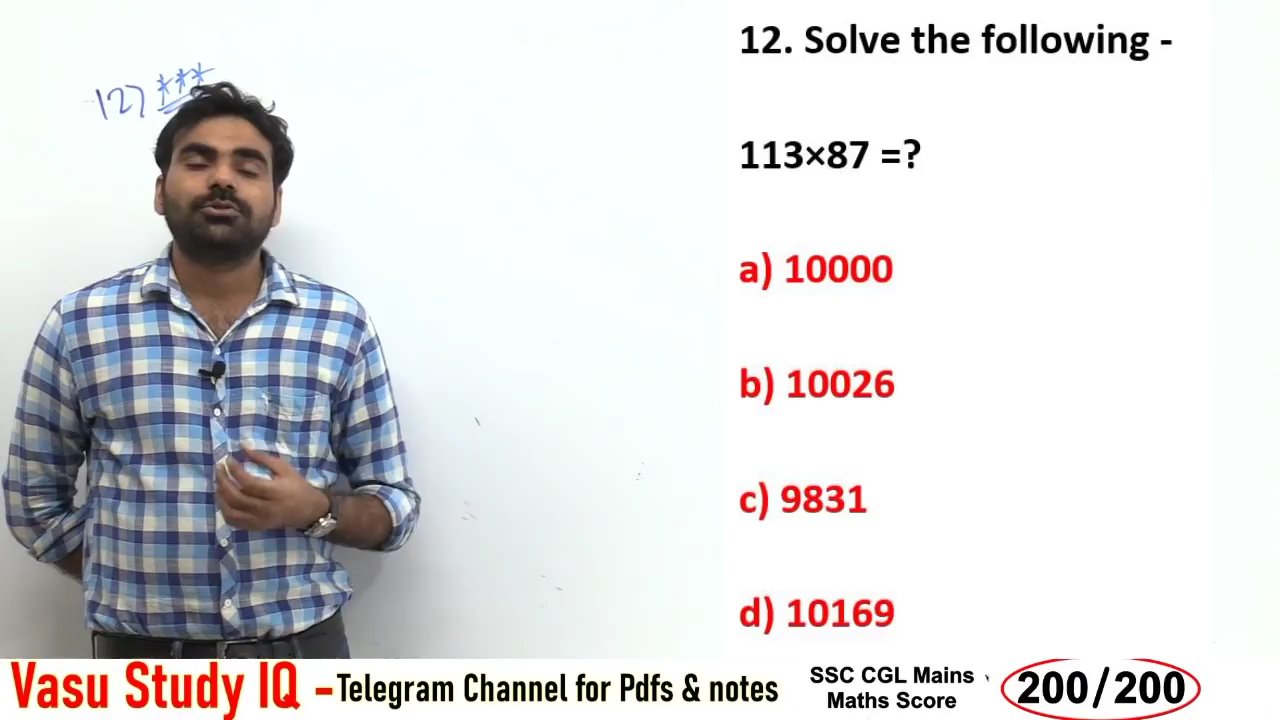 12) ***
12. Solve the following -
113×87 =?
a) 10000
b) 10026
c) 9831
d) 10169
Vasu Study IQ - Telegram Channel for Pdfs & notes
SSC CGL Mains
Maths Score
200/200